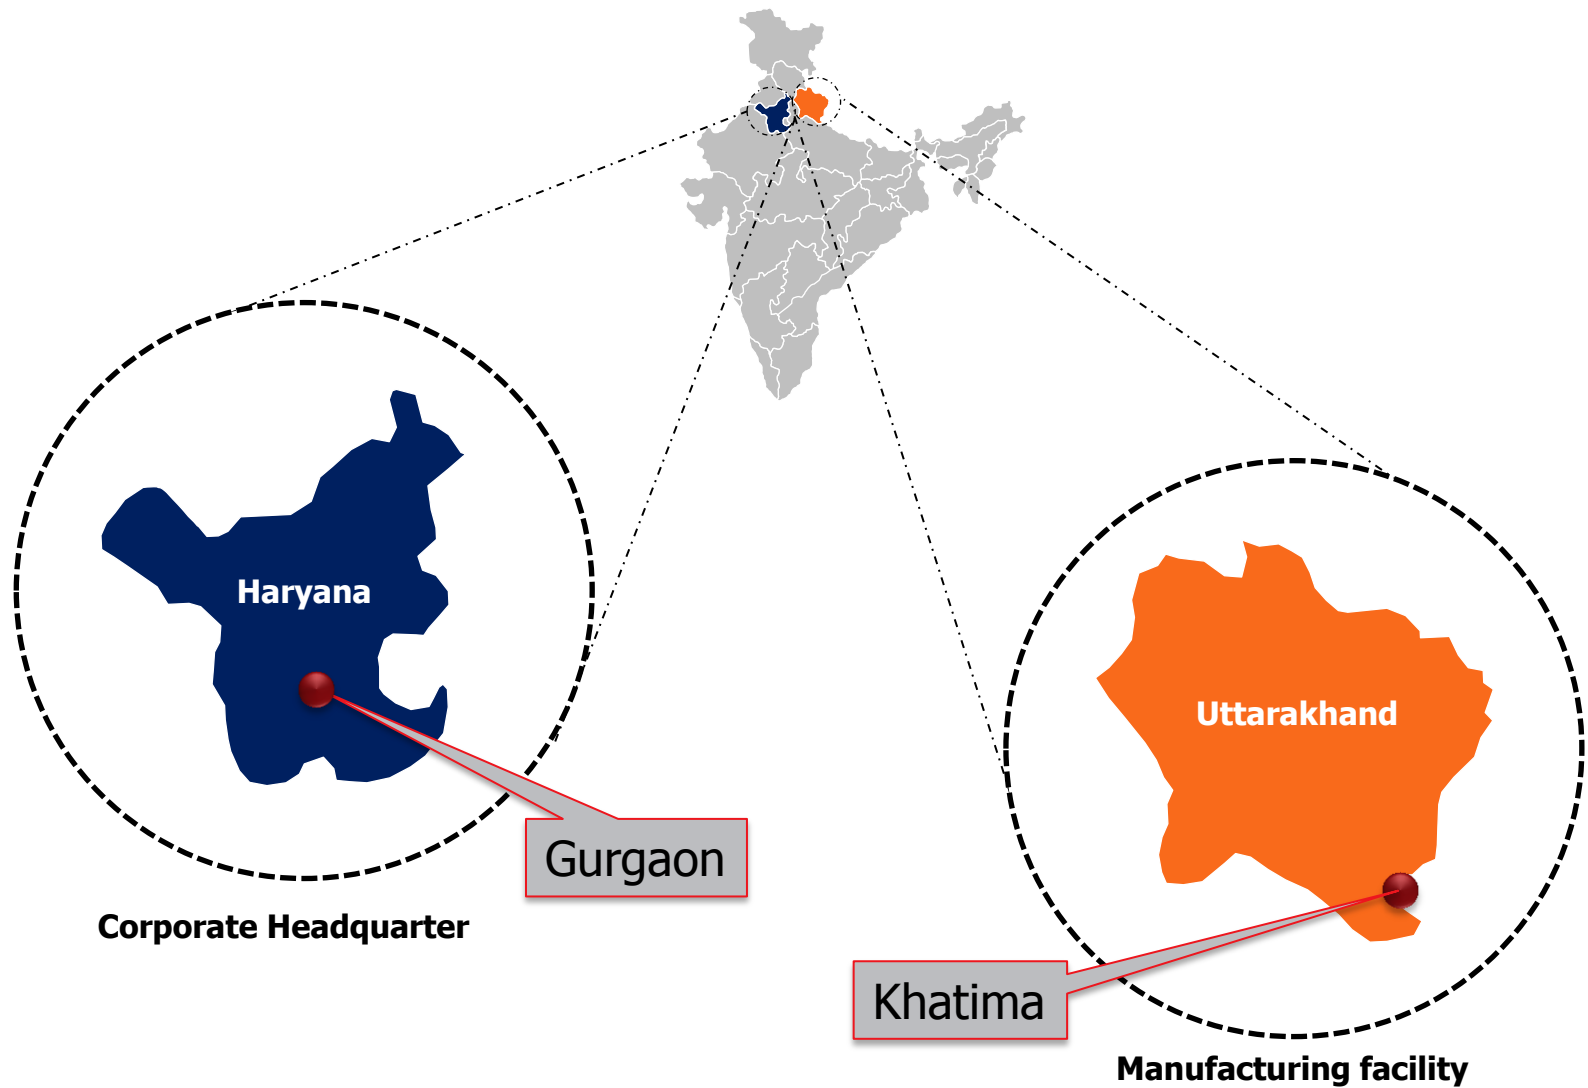 Haryana
Gurgaon
Corporate Headquarter
Uttarakhand
Khatima
Manufacturing facility